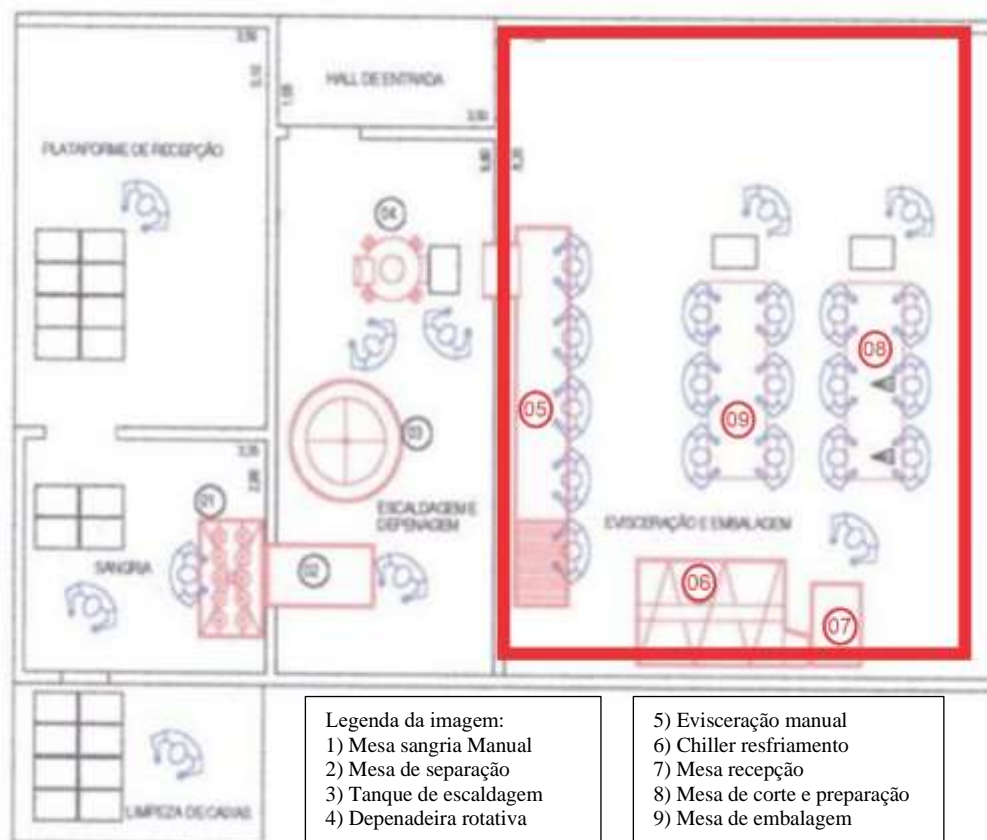 HALL DE ENTRADA
PLATAFORME DE RECEPÇÃO
04
03
05
09
08
ESCALDAGEM E
DEPENAGEM
EVISCERAÇÃO E EMBALAGEM
01
SANGRIA
02
06
07
LIMPEZA DE CAIXAS
Legenda da imagem:
1) Mesa sangria Manual
2) Mesa de separação
3) Tanque de escaldagem
4) Depenadeira rotativa
5) Evisceração manual
6) Chiller resfriamento
7) Mesa recepção
8) Mesa de corte e preparação
9) Mesa de embalagem